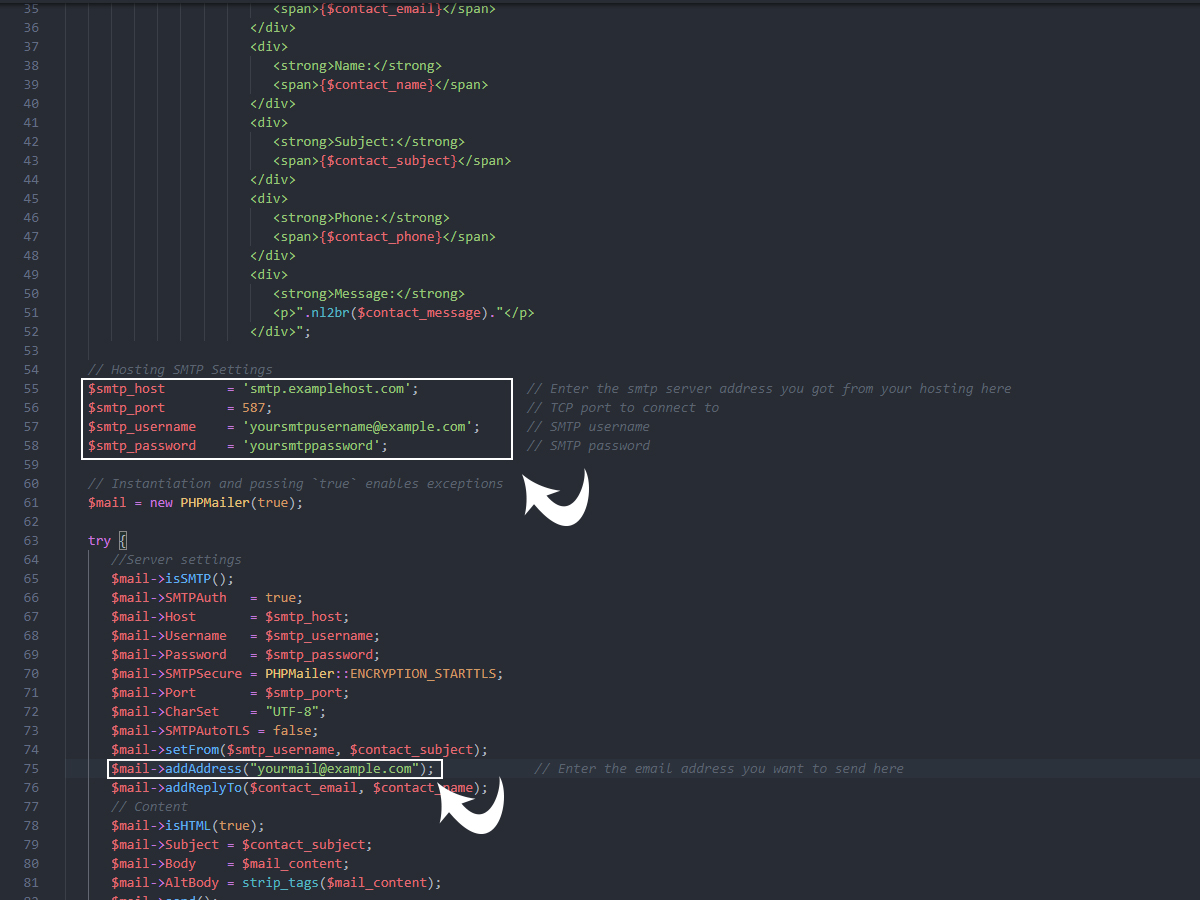 35 <span>{$contact_email}</span>
36 </div>
37 <div>
38 <strong>Name:</strong>
39 <span>{$contact_name}</span>
40 </div>
41 <div>
42 <strong>Subject:</strong>
43 <span>{$contact_subject}</span>
44 </div>
45 <div>
46 <strong>Phone:</strong>
47 <span>{$contact_phone}</span>
48 </div>
49 <div>
50 <strong>Message:</strong>
51 <p>".nl2br($contact_message)."</p>
52 </div>";
53
54 // Hosting SMTP Settings
55 $smtp_host = 'smtp.examplehost.com'; // Enter the smtp server address you got from your hosting here
56 $smtp_port = 587; // TCP port to connect to
57 $smtp_username = 'yoursmtpusername@example.com'; // SMTP username
58 $smtp_password = 'yoursmtppassword'; // SMTP password
59
60 // Instantiation and passing `true` enables exceptions
61 $mail = new PHPMailer(true);
62
63 try {
64 //Server settings
65 $mail->isSMTP();
66 $mail->SMTPAuth = true;
67 $mail->Host = $smtp_host;
68 $mail->Username = $smtp_username;
69 $mail->Password = $smtp_password;
70 $mail->SMTPSecure = PHPMailer::ENCRYPTION_STARTTLS;
71 $mail->Port = $smtp_port;
72 $mail->CharSet = "UTF-8";
73 $mail->SMTPAutoTLS = false;
74 $mail->setFrom($smtp_username, $contact_subject);
75 $mail->addAddress("yourmail@example.com"); // Enter the email address you want to send here
76 $mail->addReplyTo($contact_email, $contact_name);
77 // Content
78 $mail->isHTML(true);
79 $mail->Subject = $contact_subject;
80 $mail->Body = $mail_content;
81 $mail->AltBody = strip_tags($mail_content);
82 $mail->send();